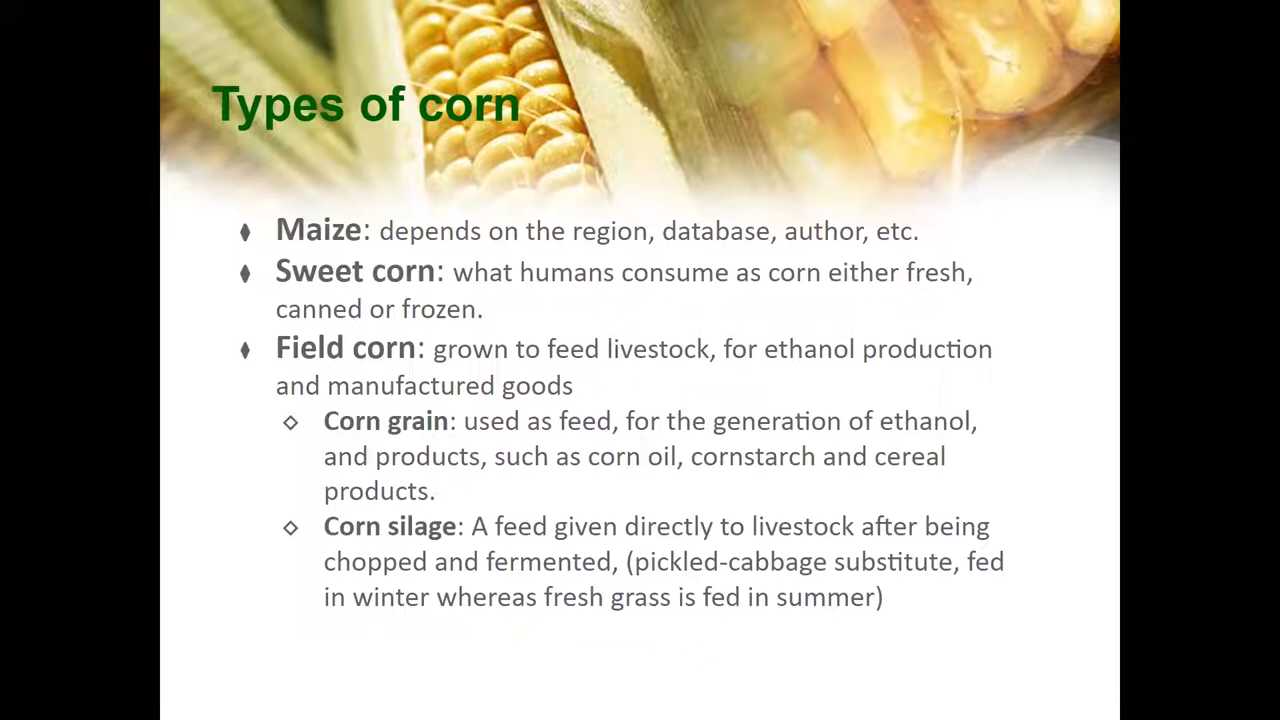 Types of corn
Maize: depends on the region, database, author, etc.
Sweet corn: what humans consume as corn either fresh,
canned or frozen.
Field corn: grown to feed livestock, for ethanol production
and manufactured goods
Corn grain: used as feed, for the generation of ethanol,
and products, such as corn oil, cornstarch and cereal
products.
Corn silage: A feed given directly to livestock after being
chopped and fermented, (pickled-cabbage substitute, fed
in winter whereas fresh grass is fed in summer)